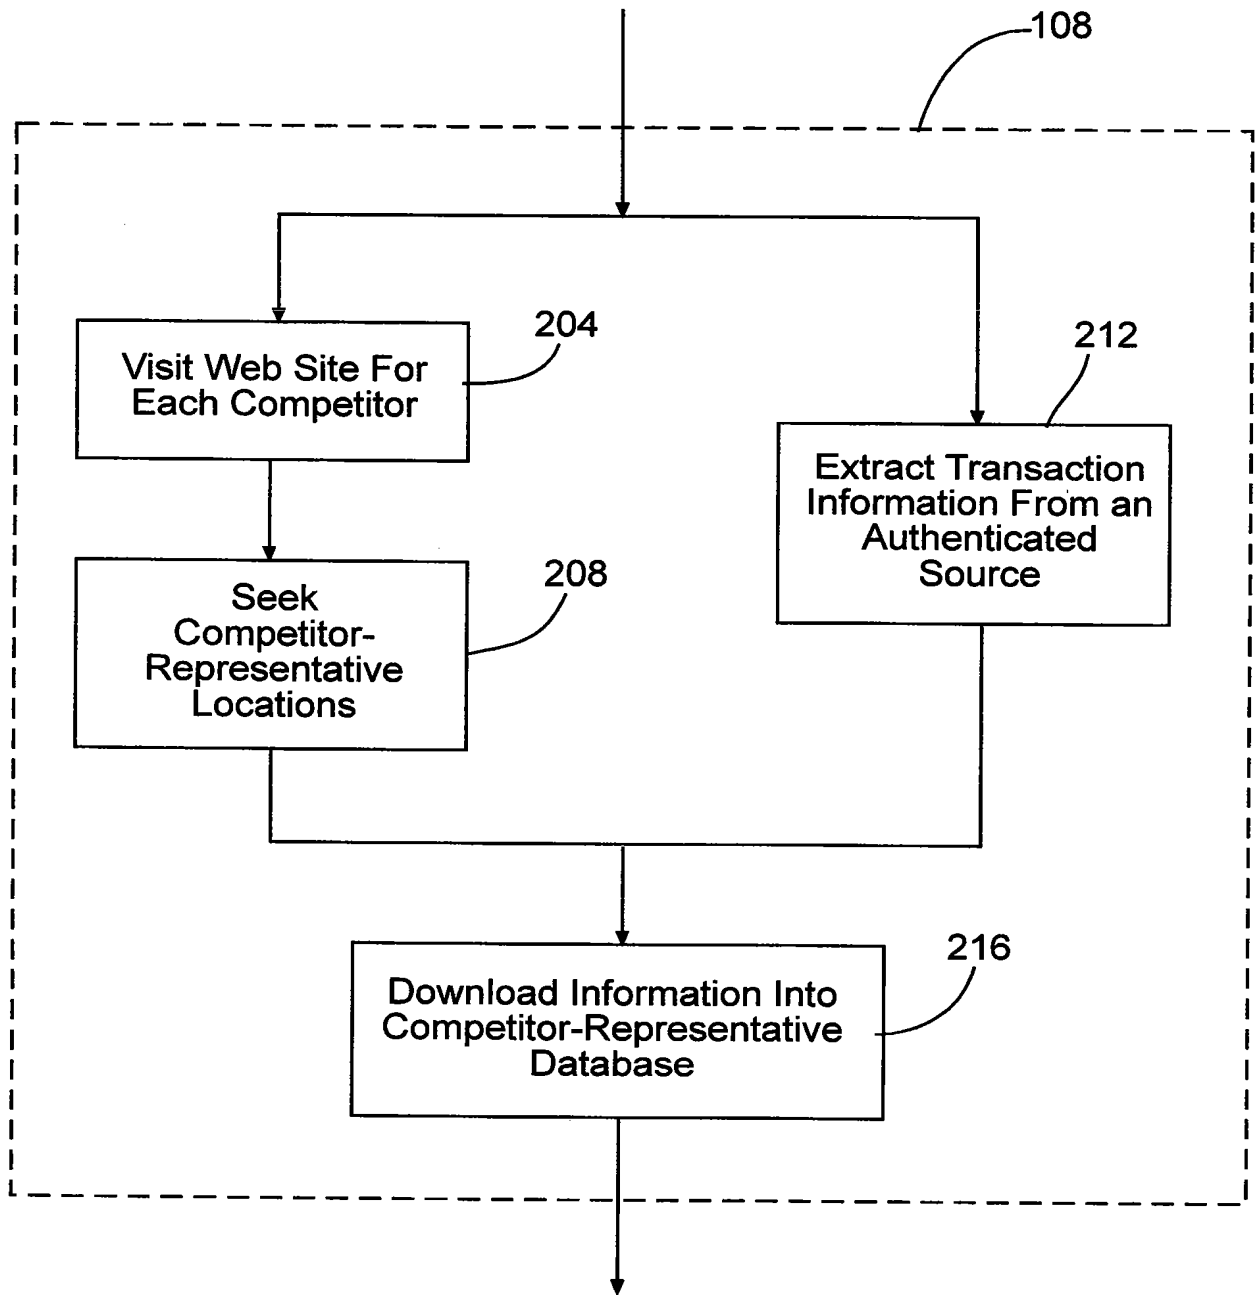 108
204
Visit Web Site For
Each Competitor
212
Extract Transaction
Information From an
Authenticated
Source
208
Seek
Competitor-
Representative
Locations
216
Download Information Into
Competitor-Representative
Database